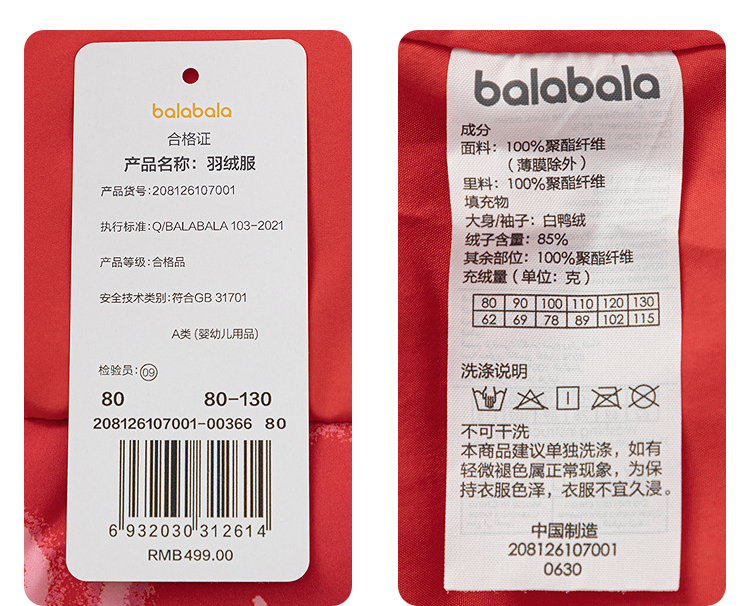 balabala
合格证
产品名称：羽绒服
产品货号:208126107001
执行标准:Q/BALABALA 103-2021
产品等级:合格品
安全技术类别:符合GB 31701
A类 (婴幼儿用品)
检验员:09
80 80-130
208126107001-00366 80
6 932030 312614
RMB499.00
balabala
成分
面料：100%聚酯纤维
（薄膜除外）
里料：100%聚酯纤维
填充物
大身/袖子：白鸭绒
绒子含量：85%
其余部位：100%聚酯纤维
充绒量（单位：克）
80 90 100 110 120 130
62 69 78 89 102 115
洗涤说明
不可干洗
本商品建议单独洗涤，如有
轻微褪色属正常现象，为保
持衣服色泽，衣服不宜久浸。
中国制造
208126107001
0630